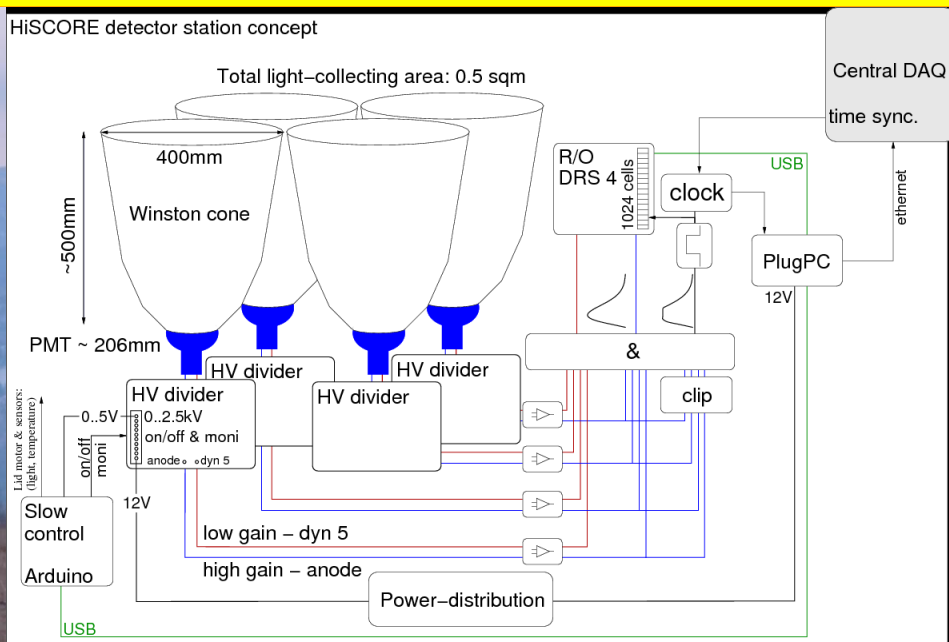 HiSCORE detector station concept
Total light−collecting area: 0.5 sqm
Central DAQ
time sync.
400mm
Winston cone
~500mm
R/O
DRS 4
1024 cells
USB
clock
ethernet
PlugPC
12V
PMT ~ 206mm
&
clip
HV divider
HV divider
HV divider
HV divider
0..5V
0..2.5kV
on/off & moni
anode
dyn 5
on/off
moni
Lid motor & sensors:
(light, temperature)
12V
Slow
control
Arduino
low gain − dyn 5
high gain − anode
Power−distribution
USB